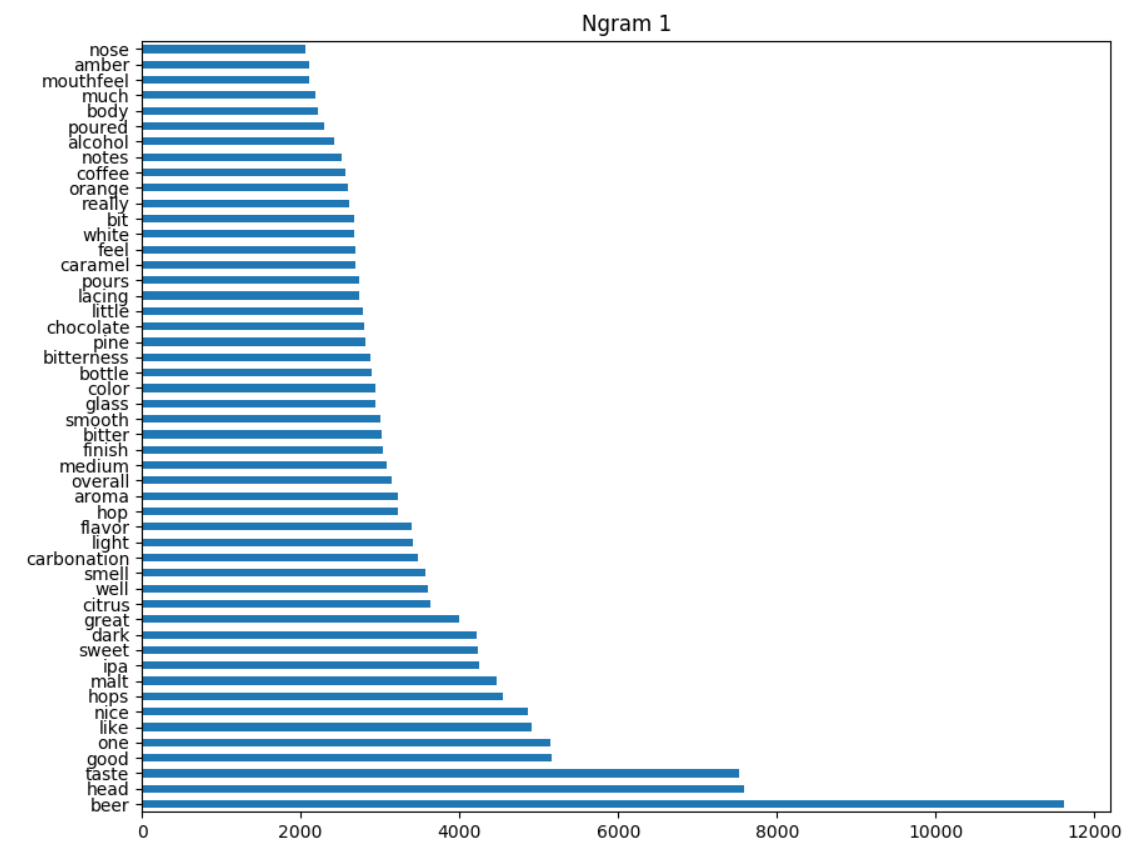 Ngram 1
nose
amber
mouthfeel
much
body
poured
alcohol
notes
coffee
orange
really
bit
white
feel
caramel
pours
lacing
little
chocolate
pine
bitterness
bottle
color
glass
smooth
bitter
finish
medium
overall
aroma
hop
flavor
light
carbonation
smell
well
citrus
great
dark
sweet
ipa
malt
hops
nice
like
one
good
taste
head
beer
0 2000 4000 6000 8000 10000 12000